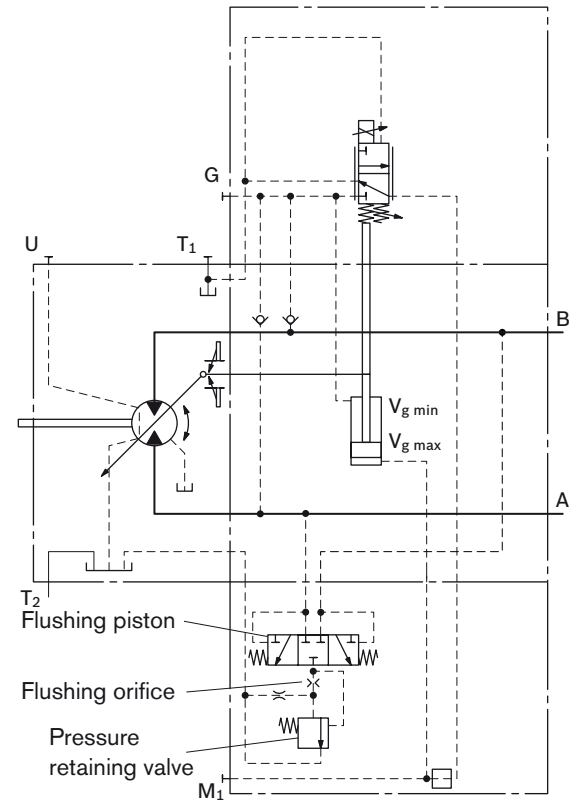 G
U
T1
B
Vg min
Vg max
A
T2
Flushing piston
Flushing orifice
Pressure
retaining valve
M1